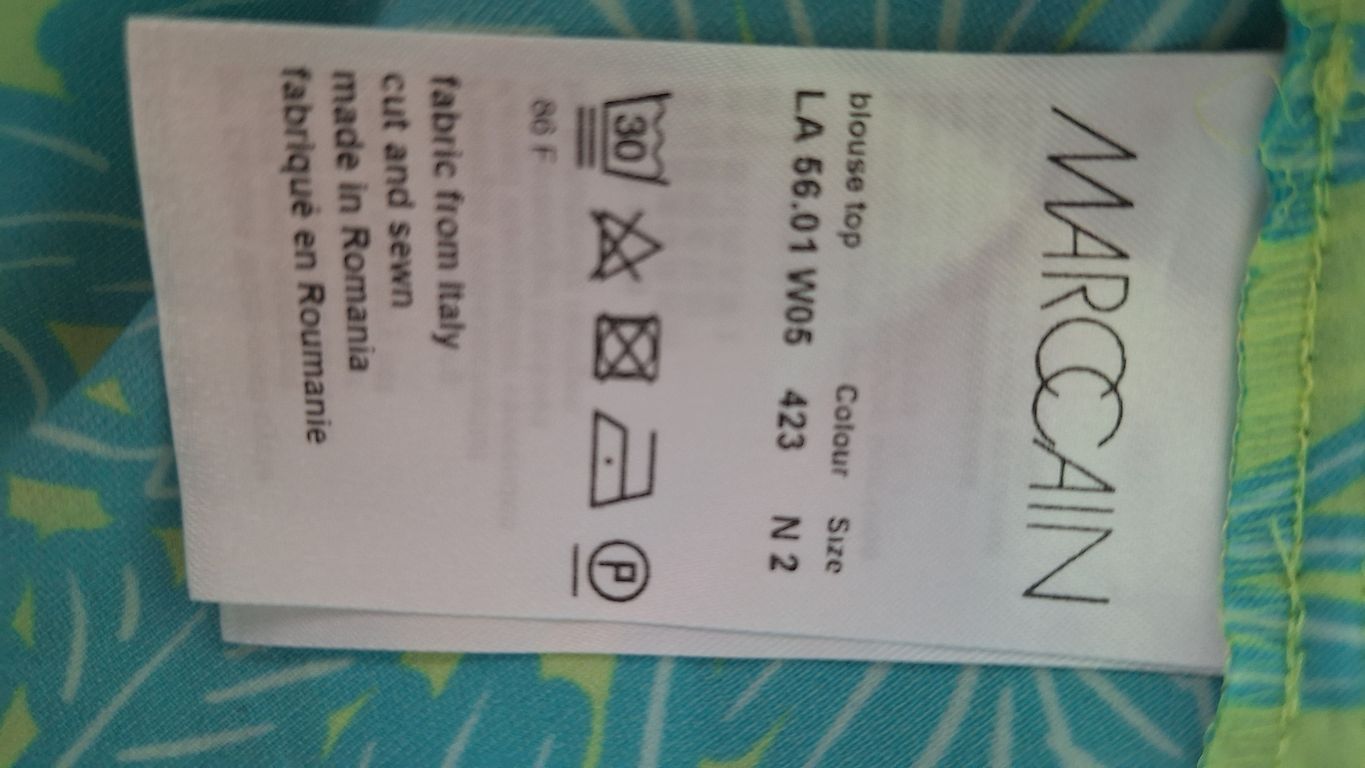 MARCCAIN
blouse top Colour Size
LA 56.01 W05 423 N 2
30 P
86 F
fabric from Italy
cut and sewn
made in Romania
fabriqué en Roumanie